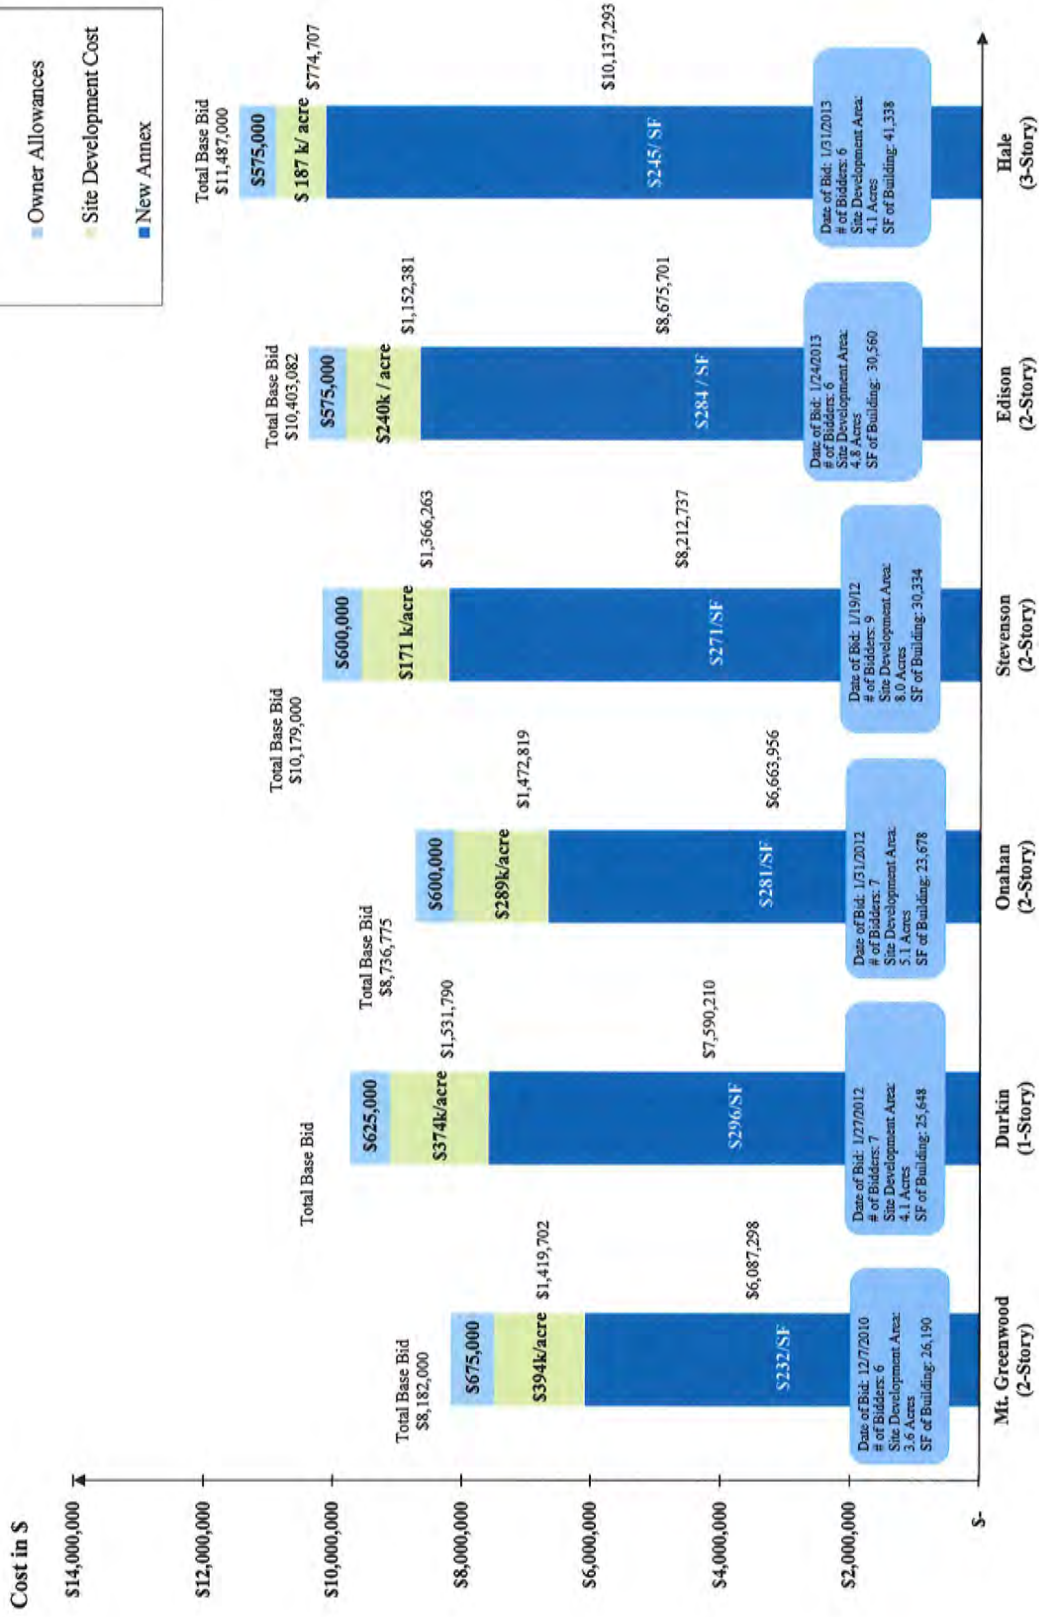 Cost in $
Owner Allowances
Site Development Cost
New Annex
$14,000,000
$12,000,000
$10,000,000
$8,000,000
$6,000,000
$4,000,000
$2,000,000
$-
Total Base Bid
$8,182,000
$675,000
$394k/acre
$1,419,702
$232/SF
$6,087,298
Date of Bid: 12/7/2010
# of Bidders: 6
Site Development Area:
3.6 Acres
SF of Building: 26,190
Mt. Greenwood
(2-Story)
Total Base Bid
$625,000
$374k/acre
$1,531,790
$296/SF
$7,590,210
Date of Bid: 1/27/2012
# of Bidders: 7
Site Development Area:
4.1 Acres
SF of Building: 25,648
Durkin
(1-Story)
Total Base Bid
$8,736,775
$600,000
$289k/acre
$1,472,819
$281/SF
$6,663,956
Date of Bid: 1/31/2012
# of Bidders: 7
Site Development Area:
5.1 Acres
SF of Building: 23,678
Onahan
(2-Story)
Total Base Bid
$10,179,000
$600,000
$171 k/acre
$1,366,263
$271/SF
$8,212,737
Date of Bid: 1/19/12
# of Bidders: 9
Site Development Area:
8.0 Acres
SF of Building: 30,334
Stevenson
(2-Story)
Total Base Bid
$10,403,082
$575,000
$240k / acre
$1,152,381
$284 / SF
$8,675,701
Date of Bid: 1/24/2013
# of Bidders: 6
Site Development Area:
4.8 Acres
SF of Building: 30,560
Edison
(2-Story)
Total Base Bid
$11,487,000
$575,000
$ 187 k/ acre
$774,707
$245/ SF
$10,137,293
Date of Bid: 1/31/2013
# of Bidders: 6
Site Development Area:
4.1 Acres
SF of Building: 41,338
Hale
(3-Story)